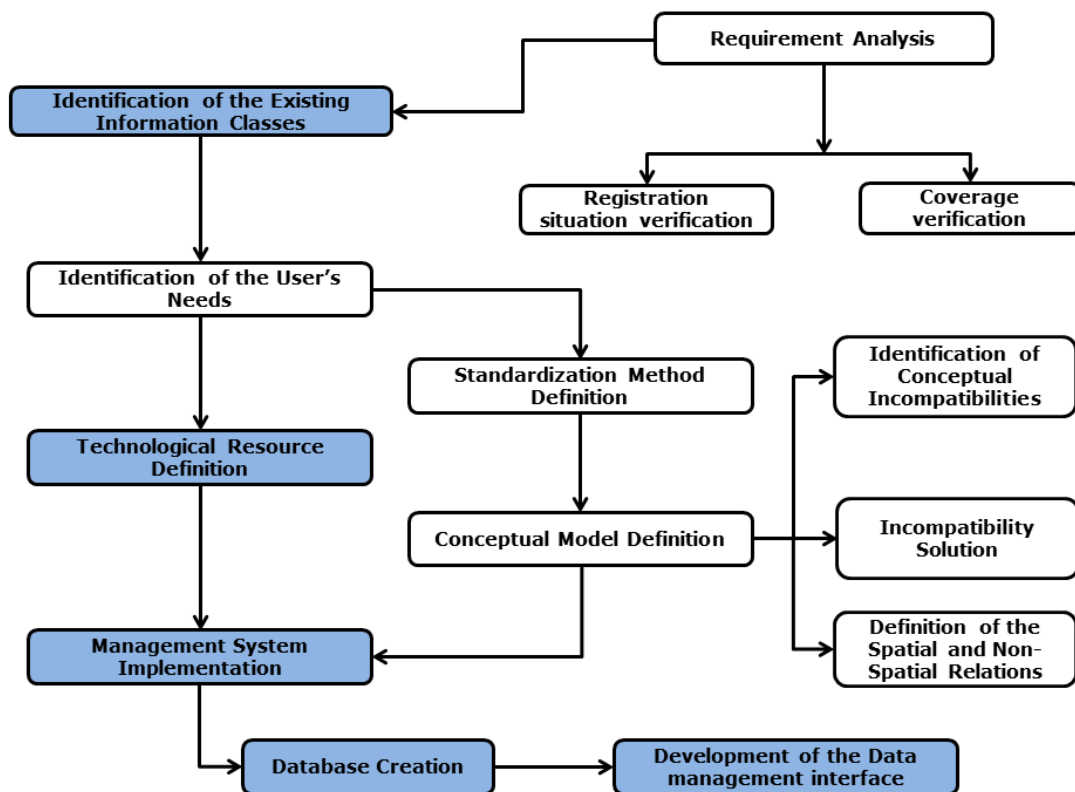 Requirement Analysis
Identification of the Existing
Information Classes
Registration
situation verification
Coverage
verification
Identification of the User's
Needs
Standardization Method
Definition
Identification of
Conceptual
Incompatibilities
Technological Resource
Definition
Conceptual Model Definition
Incompatibility
Solution
Management System
Implementation
Definition of the
Spatial and Non-
Spatial Relations
Database Creation
Development of the Data
management interface